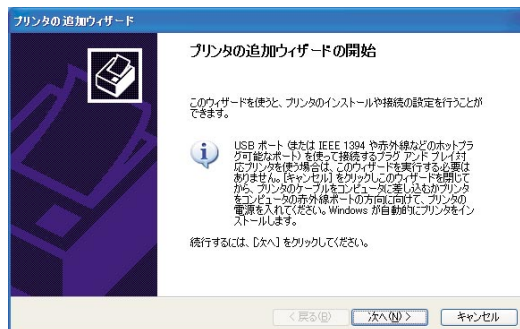 プリンタの追加ウィザード
プリンタの追加ウィザードの開始
このウィザードを使うと、プリンタのインストールや接続の設定を行うことが
できます。
USB ポート (または IEEE 1394 や赤外線などのホットプラ
グ可能なポート) を使って接続するプラグ アンド プレイ対
応プリンタを使う場合は、このウィザードを実行する必要は
ありません。[キャンセル] をクリックしこのウィザードを閉じて
から、プリンタのケーブルをコンピュータに差し込むかプリンタ
をコンピュータの赤外線ポートの方向に向けて、プリンタの
電源を入れてください。Windows が自動的にプリンタをイン
ストールします。
続行するには、[次へ] をクリックしてください。
< 戻る(B) 次へ(N) > キャンセル